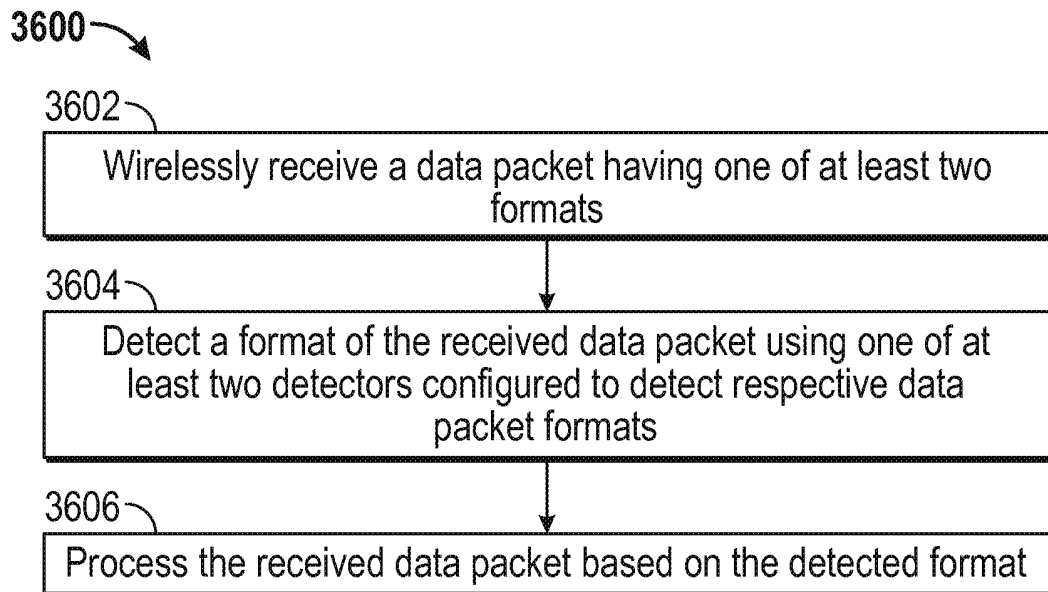 3600
3602
Wirelessly receive a data packet having one of at least two
formats
3604
Detect a format of the received data packet using one of at
least two detectors configured to detect respective data
packet formats
3606
Process the received data packet based on the detected format